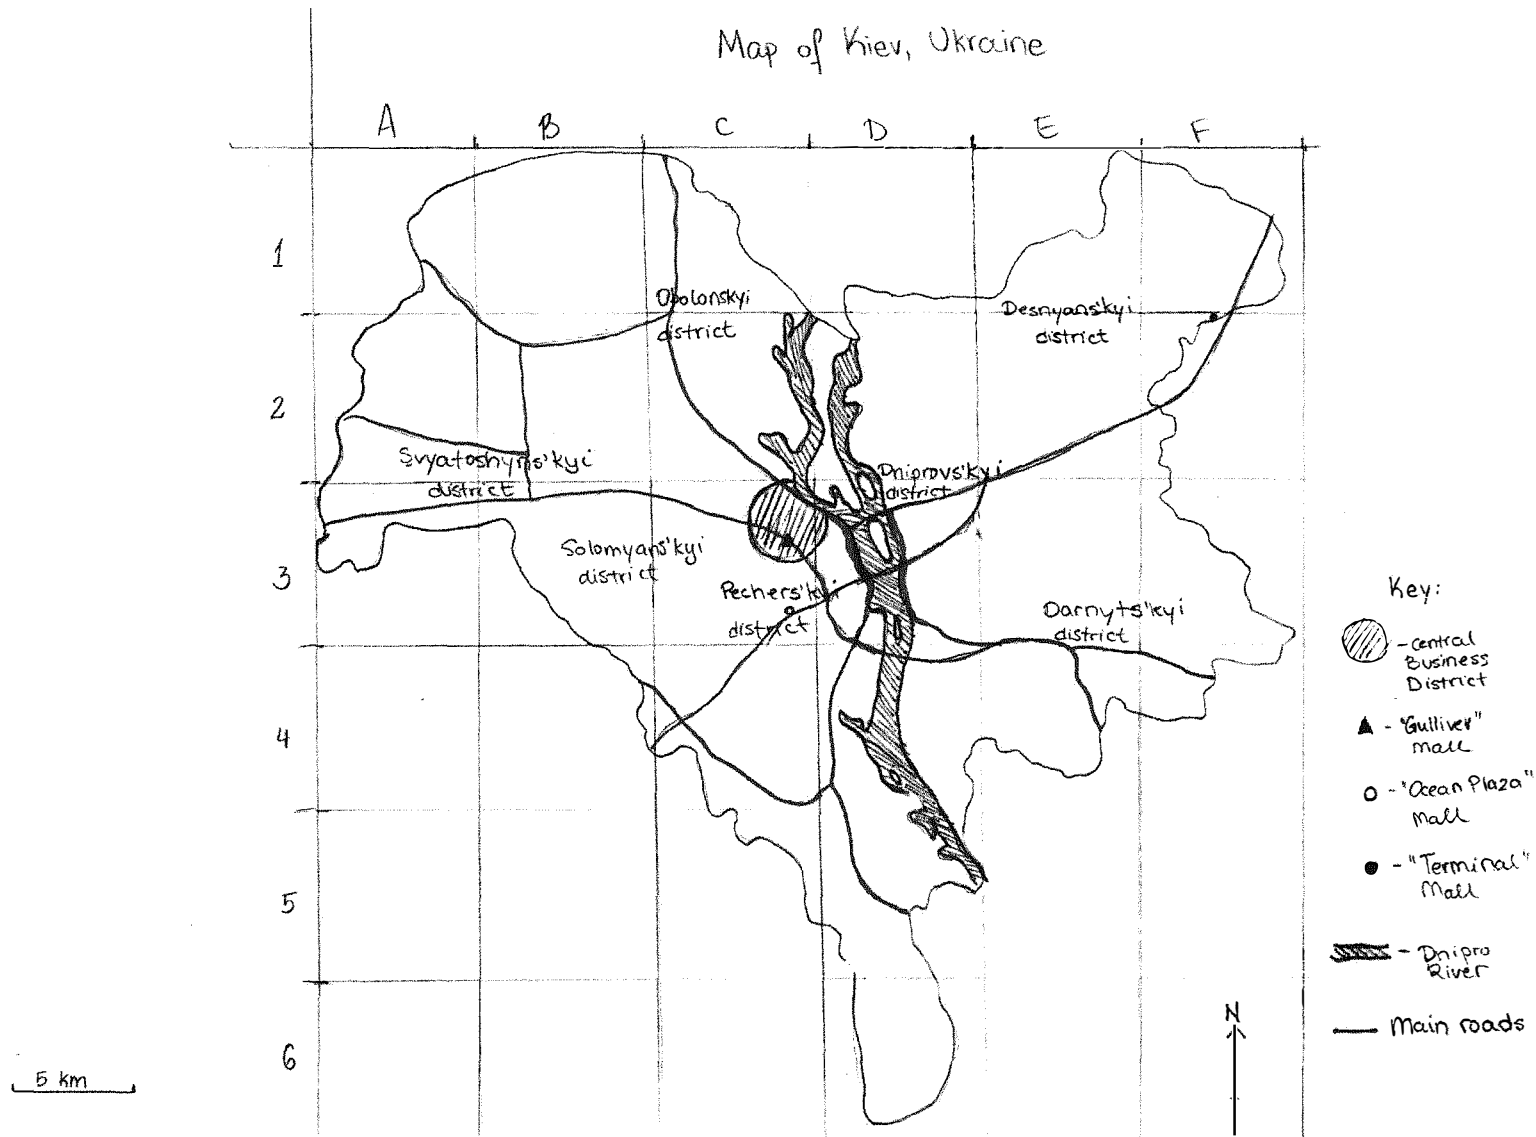 Map of Kiev, Ukraine
A B C D E F
1
Obolonskyi
district
Desnyans'kyi
district
2
Svyatoshyns'kyi
district
Dniprovs'kyi
district
3
Solomyans'kyi
district
Pechers'kyi
district
Darnyts'kyi
district
4
5
6
5 km
N
Key:
- Central
Business
District
- "Gulliver"
Mall
- "Ocean Plaza"
Mall
- "Terminal"
Mall
- Dnipro
River
Main roads